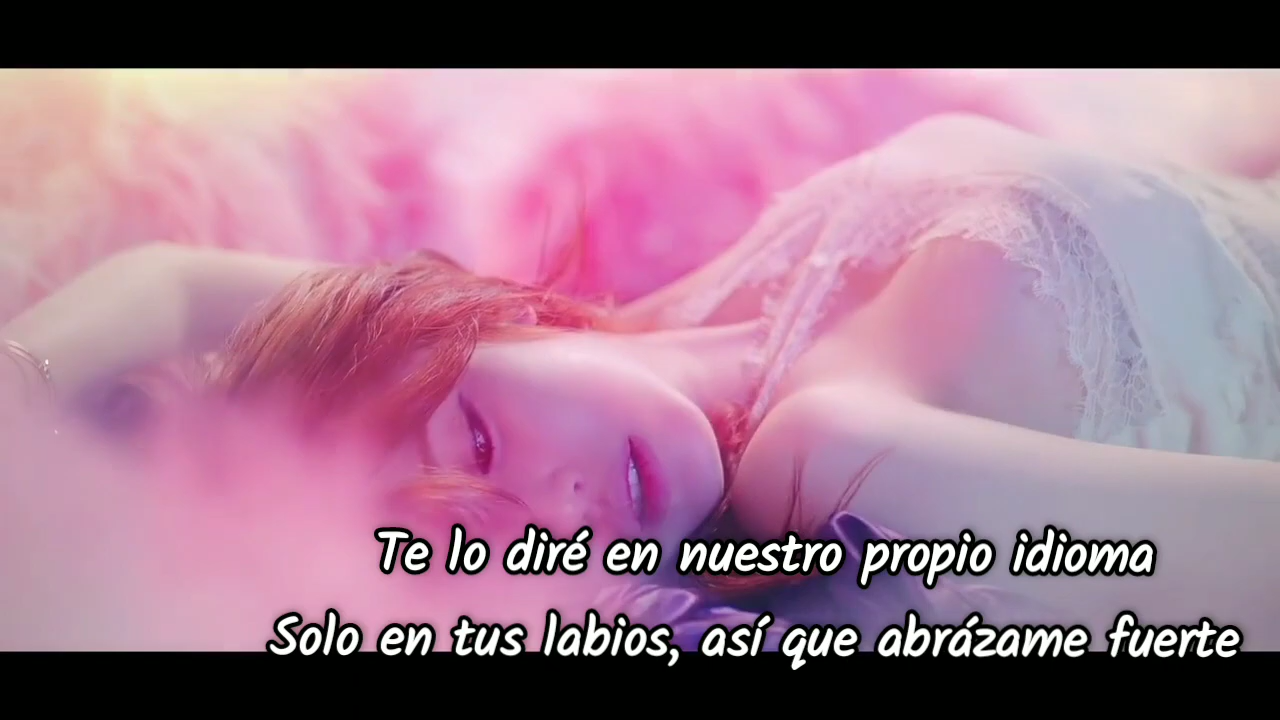 Te lo diré en nuestro propio idioma
Solo en tus labios, así que abrázame fuerte